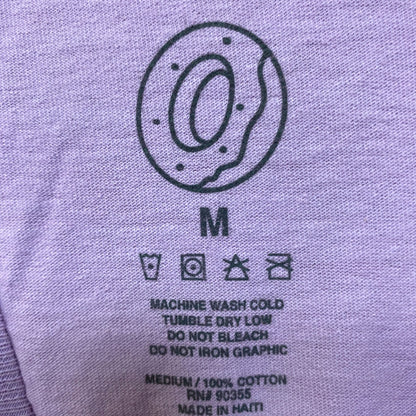 M
MACHINE WASH COLD
TUMBLE DRY LOW
DO NOT BLEACH
DO NOT IRON GRAPHIC
MEDIUM / 100% COTTON
RN# 90355
MADE IN HAITI